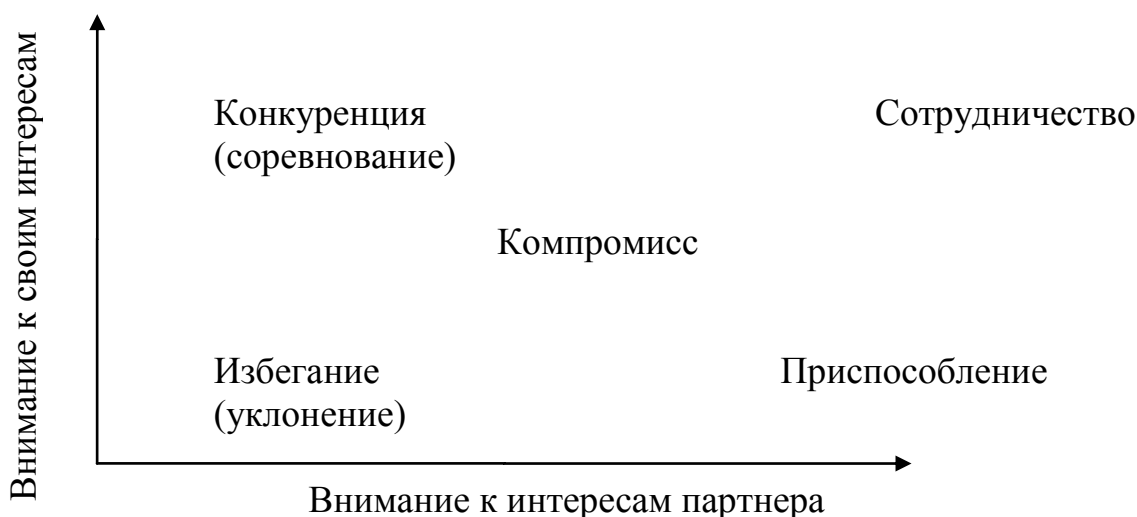 Внимание к своим интересам
Конкуренция
(соревнование)
Сотрудничество
Компромисс
Избегание
(уклонение)
Приспособление
Внимание к интересам партнера